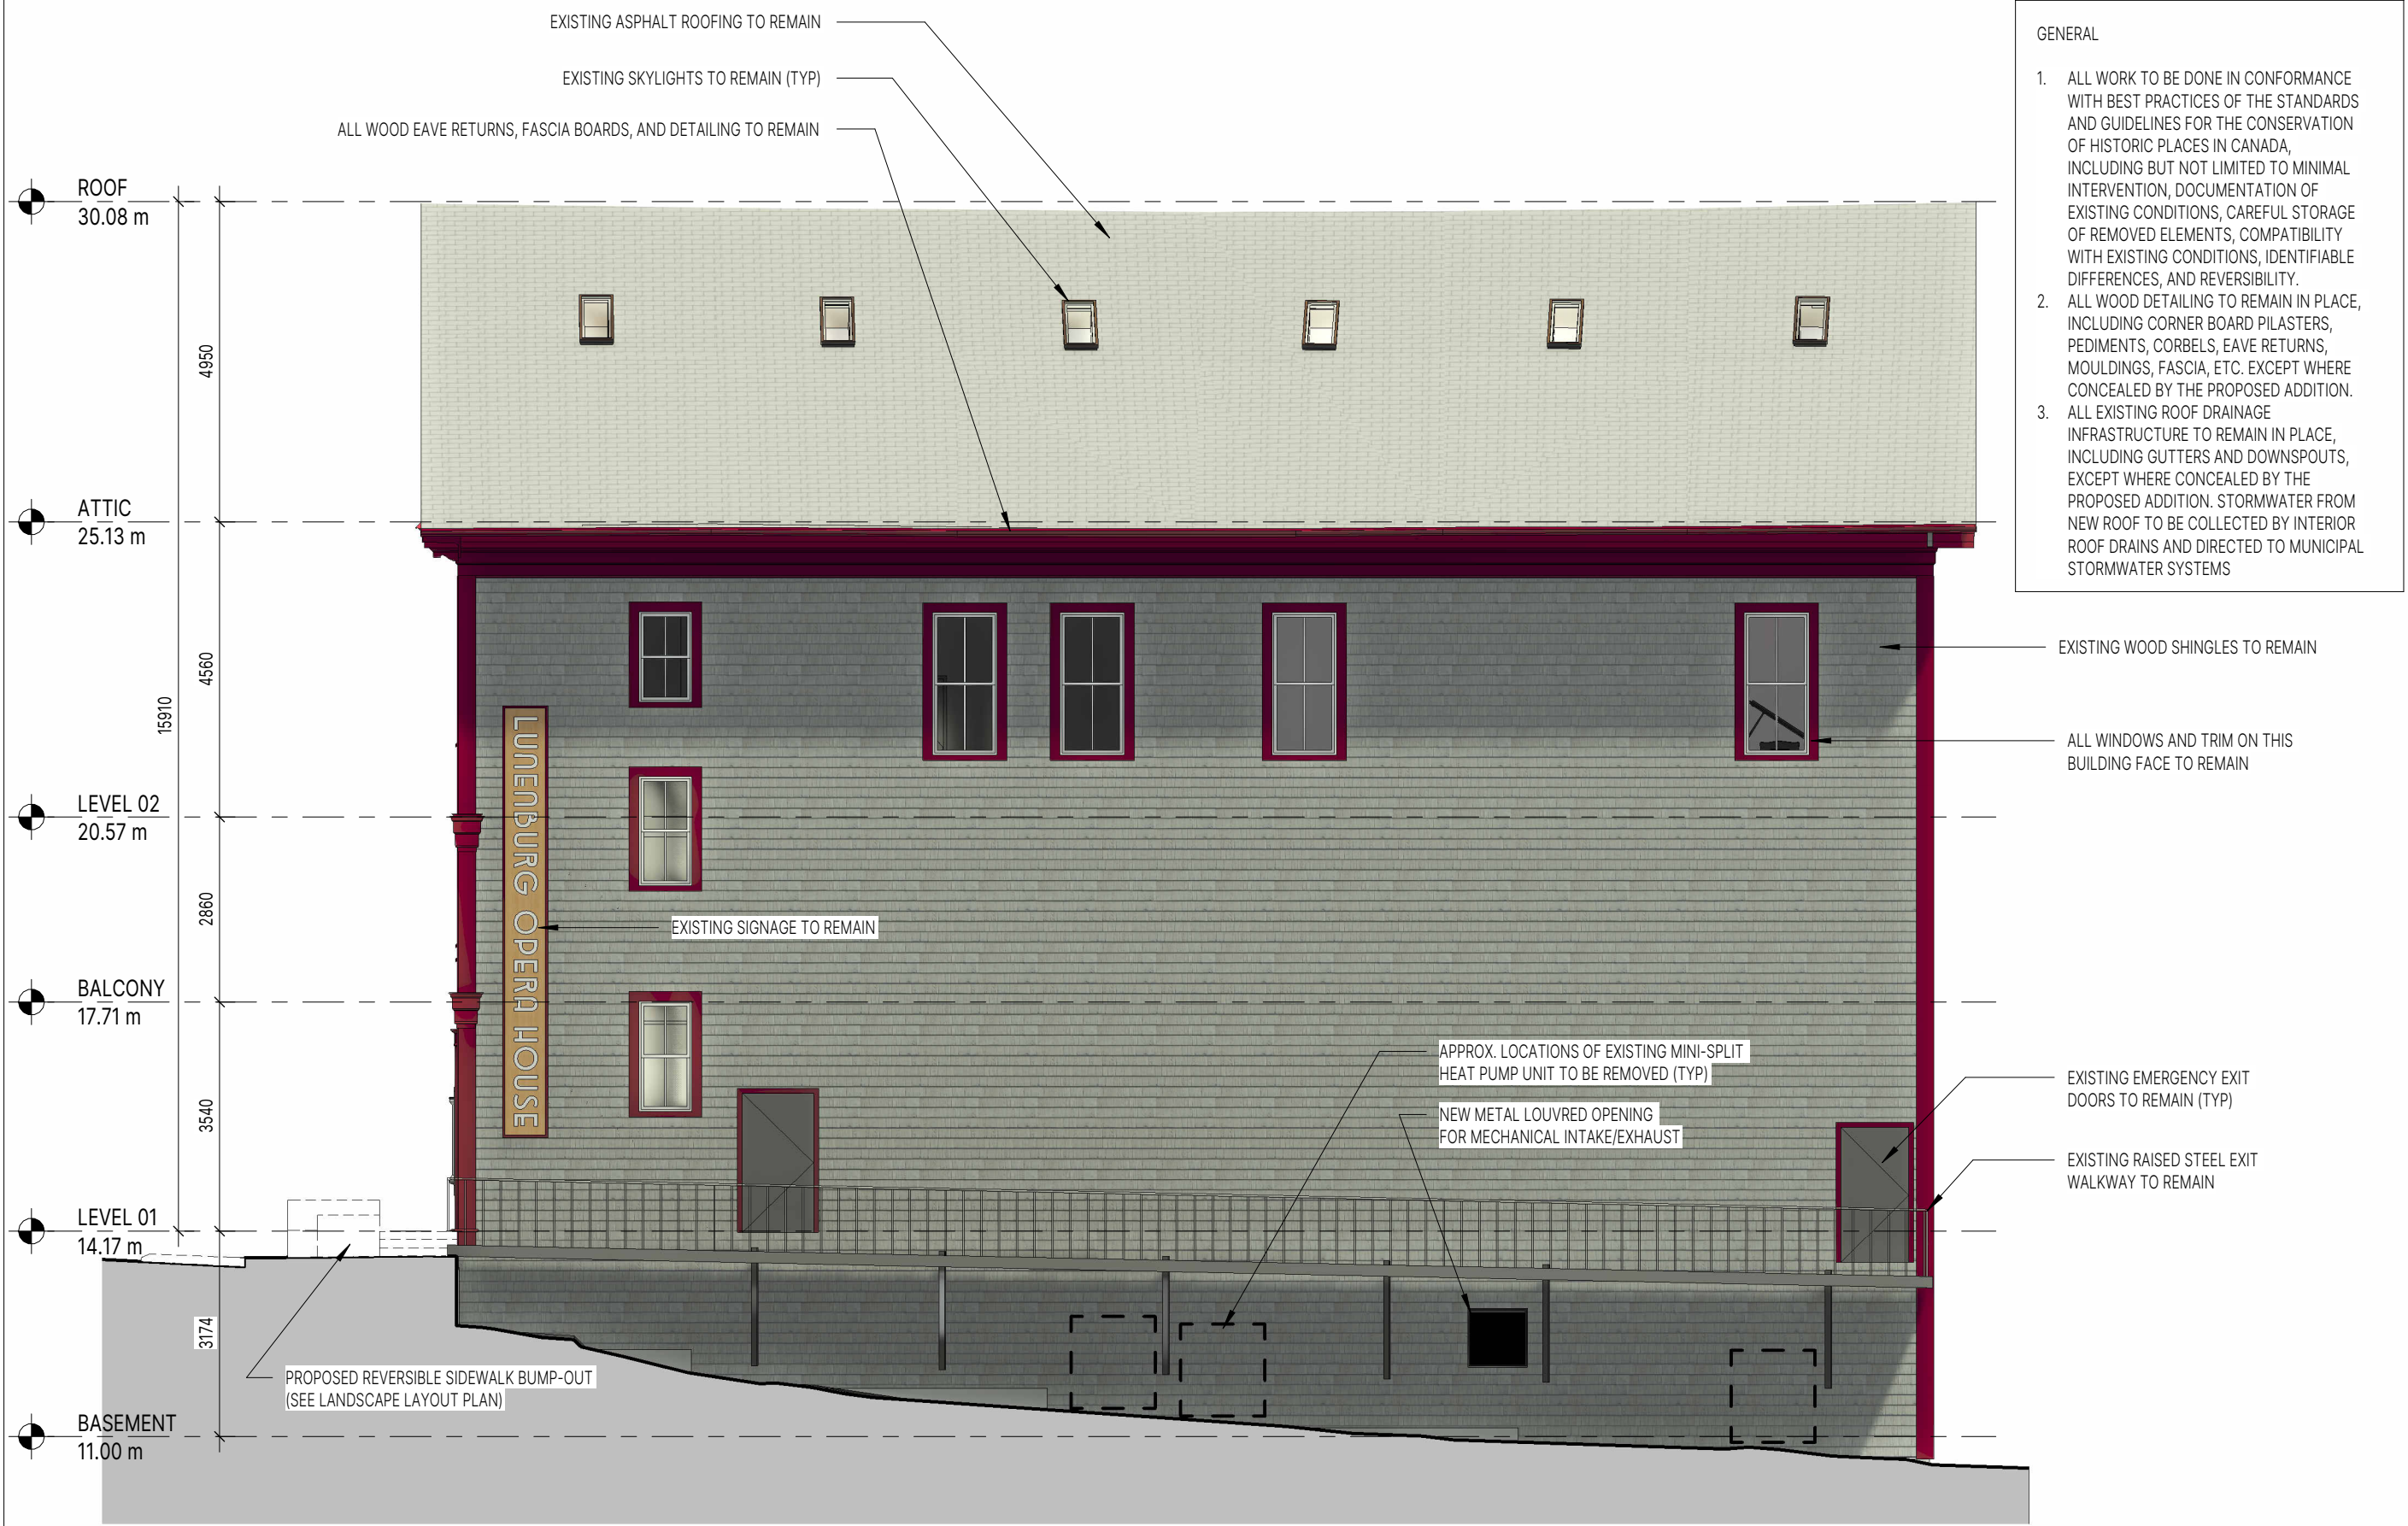 EXISTING ASPHALT ROOFING TO REMAIN
EXISTING SKYLIGHTS TO REMAIN (TYP)
ALL WOOD EAVE RETURNS, FASCIA BOARDS, AND DETAILING TO REMAIN
GENERAL
1. ALL WORK TO BE DONE IN CONFORMANCE
WITH BEST PRACTICES OF THE STANDARDS
AND GUIDELINES FOR THE CONSERVATION
OF HISTORIC PLACES IN CANADA,
INCLUDING BUT NOT LIMITED TO MINIMAL
INTERVENTION, DOCUMENTATION OF
EXISTING CONDITIONS, CAREFUL STORAGE
OF REMOVED ELEMENTS, COMPATIBILITY
WITH EXISTING CONDITIONS, IDENTIFIABLE
DIFFERENCES, AND REVERSIBILITY.
2. ALL WOOD DETAILING TO REMAIN IN PLACE,
INCLUDING CORNER BOARD PILASTERS,
PEDIMENTS, CORBELS, EAVE RETURNS,
MOULDINGS, FASCIA, ETC. EXCEPT WHERE
CONCEALED BY THE PROPOSED ADDITION.
3. ALL EXISTING ROOF DRAINAGE
INFRASTRUCTURE TO REMAIN IN PLACE,
INCLUDING GUTTERS AND DOWNSPOUTS,
EXCEPT WHERE CONCEALED BY THE
PROPOSED ADDITION. STORMWATER FROM
NEW ROOF TO BE COLLECTED BY INTERIOR
ROOF DRAINS AND DIRECTED TO MUNICIPAL
STORMWATER SYSTEMS
ROOF
30.08 m
4950
ATTIC
25.13 m
4560
15910
LEVEL 02
20.57 m
2860
BALCONY
17.71 m
3540
LEVEL 01
14.17 m
3174
BASEMENT
11.00 m
LUNENBURG OPERA HOUSE
EXISTING SIGNAGE TO REMAIN
EXISTING WOOD SHINGLES TO REMAIN
ALL WINDOWS AND TRIM ON THIS
BUILDING FACE TO REMAIN
APPROX. LOCATIONS OF EXISTING MINI-SPLIT
HEAT PUMP UNIT TO BE REMOVED (TYP)
NEW METAL LOUVRED OPENING
FOR MECHANICAL INTAKE/EXHAUST
EXISTING EMERGENCY EXIT
DOORS TO REMAIN (TYP)
EXISTING RAISED STEEL EXIT
WALKWAY TO REMAIN
PROPOSED REVERSIBLE SIDEWALK BUMP-OUT
(SEE LANDSCAPE LAYOUT PLAN)